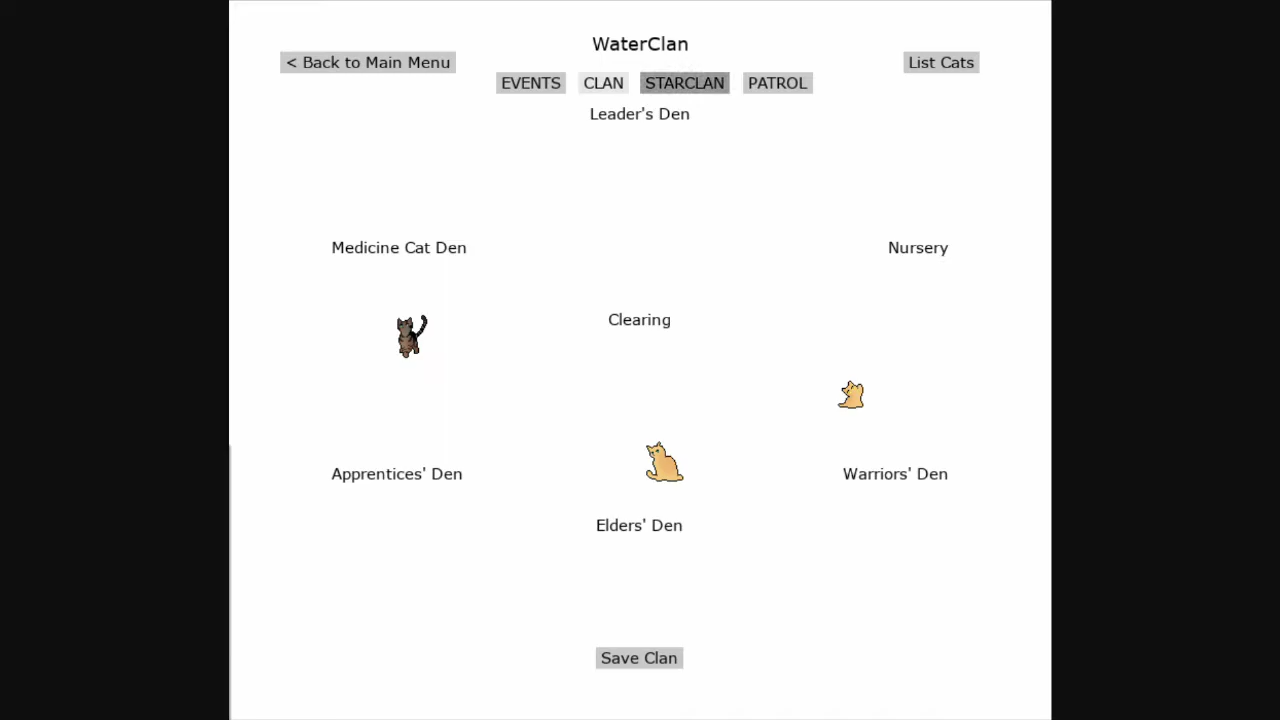 WaterClan
< Back to Main Menu
List Cats
EVENTS CLAN STARCLAN PATROL
Leader's Den
Medicine Cat Den
Nursery
Clearing
Apprentices' Den
Warriors' Den
Elders' Den
Save Clan